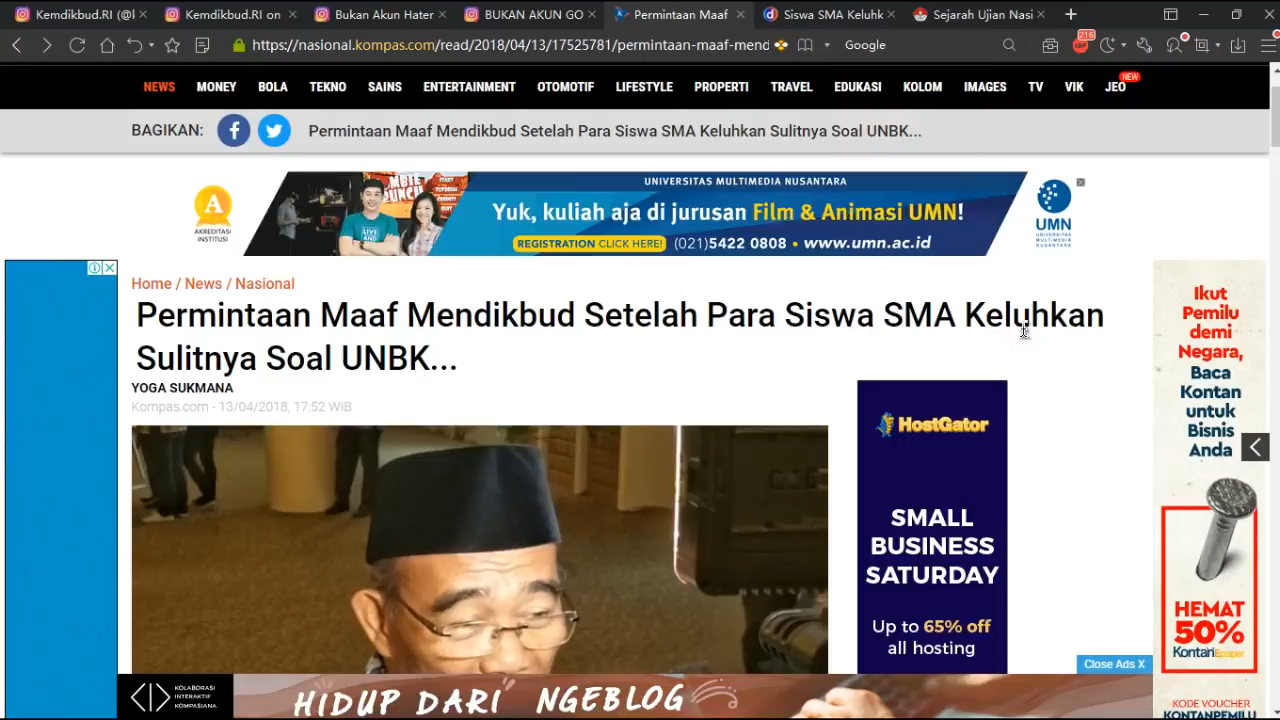 Kemdikbud.RI (@l
Kemdikbud.RI on
Bukan Akun Hater
BUKAN AKUN GO
Permintaan Maaf
Siswa SMA Keluhk
Sejarah Ujian Nasi
https://nasional.kompas.com/read/2018/04/13/17525781/permintaan-maaf-mend
Google
216
NEWS MONEY BOLA TEKNO SAINS ENTERTAINMENT OTOMOTIF LIFESTYLE PROPERTI TRAVEL EDUKASI KOLOM IMAGES TV VIK JEO NEW
BAGIKAN: Permintaan Maaf Mendikbud Setelah Para Siswa SMA Keluhkan Sulitnya Soal UNBK...
A
AKREDITASI
INSTITUSI
UNIVERSITAS MULTIMEDIA NUSANTARA
Yuk, kuliah aja di jurusan Film & Animasi UMN!
REGISTRATION CLICK HERE! (021)5422 0808 • www.umn.ac.id
UMN
UNIVERSITAS
MULTIMEDIA
NUSANTARA
Home / News / Nasional
Permintaan Maaf Mendikbud Setelah Para Siswa SMA Keluhkan
Sulitnya Soal UNBK...
YOGA SUKMANA
Kompas.com - 13/04/2018, 17:52 WIB
HostGator
SMALL
BUSINESS
SATURDAY
Up to 65% off
all hosting
Ikut
Pemilu
demi
Negara,
Baca
Kontan
untuk
Bisnis
Anda
HEMAT
50%
Kontan Epaper
KODE VOUCHER
KONTANPEMILU
Close Ads X
KOLABORASI
INTERAKTIF
KOMPASIANA
HIDUP DARI NGEBLOG